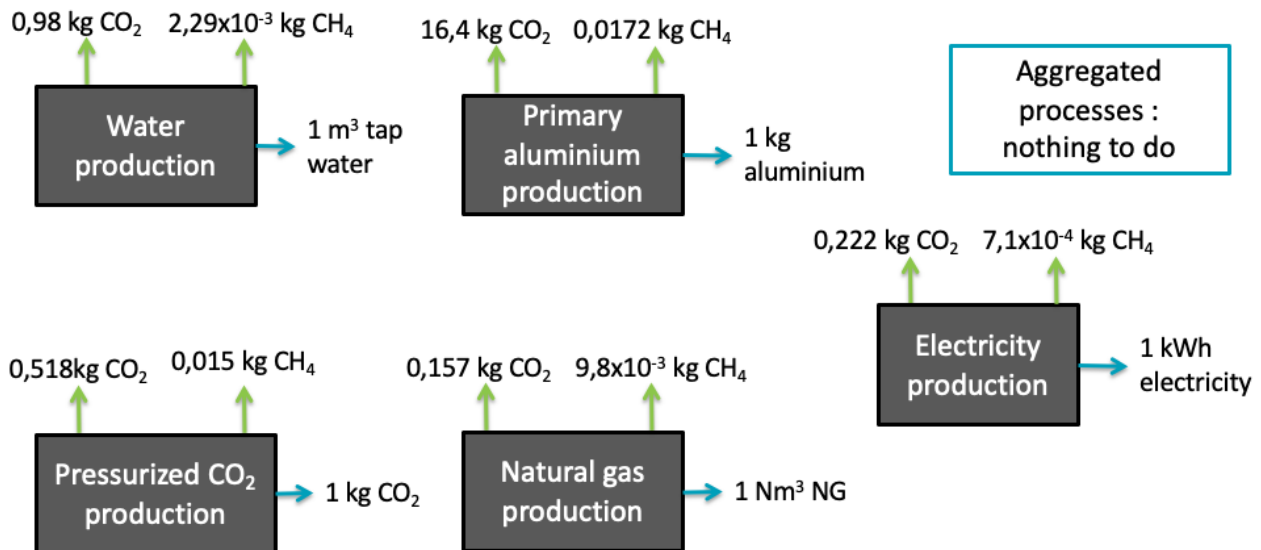 0,98 kg CO₂ 2,29x10⁻³ kg CH₄
Water
production
1 m³ tap
water
16,4 kg CO₂ 0,0172 kg CH₄
Primary
aluminium
production
1 kg
aluminium
Aggregated
processes :
nothing to do
0,222 kg CO₂ 7,1x10⁻⁴ kg CH₄
Electricity
production
1 kWh
electricity
0,518kg CO₂ 0,015 kg CH₄
Pressurized CO₂
production
1 kg CO₂
0,157 kg CO₂ 9,8x10⁻³ kg CH₄
Natural gas
production
1 Nm³ NG